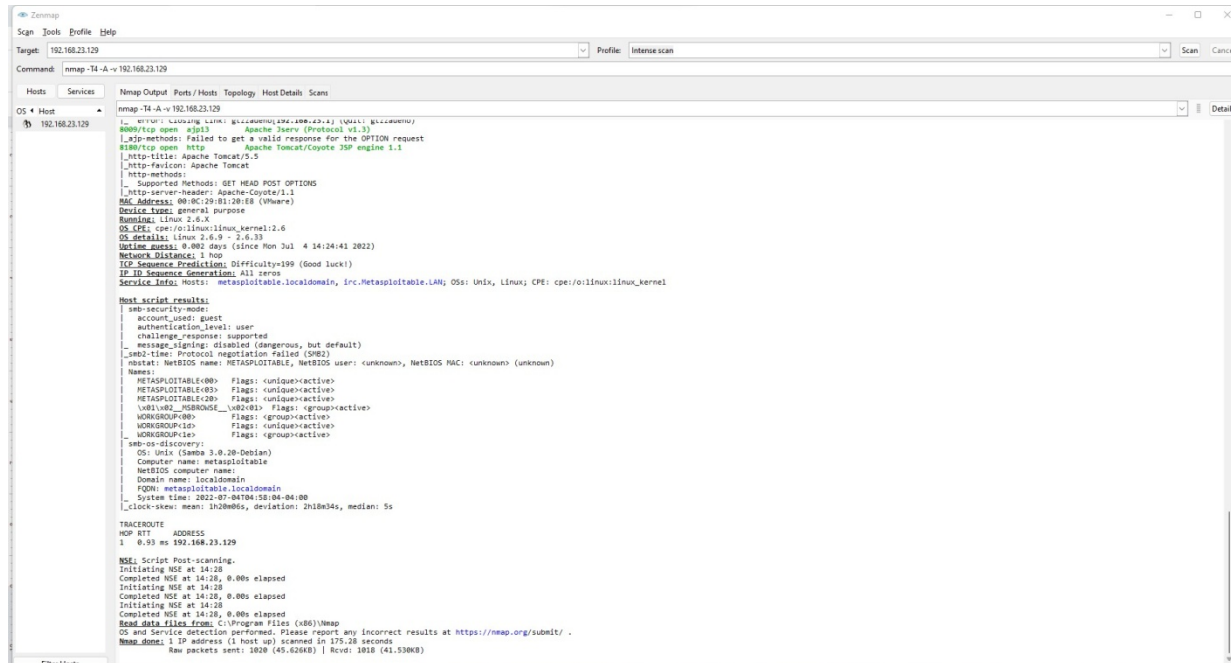 Zenmap
Scan Tools Profile Help
Target: 192.168.23.129 Profile: Intense scan Scan Cance
Command: nmap -T4 -A -v 192.168.23.129
Hosts Services Nmap Output Ports / Hosts Topology Host Details Scans
OS Host nmap -T4 -A -v 192.168.23.129 Detail
192.168.23.129
8009/tcp open ajp13 Apache Jserv (Protocol v1.3)
|_ajp-methods: Failed to get a valid response for the OPTION request
8180/tcp open http Apache Tomcat/Coyote JSP engine 1.1
|_http-title: Apache Tomcat/5.5
|_http-favicon: Apache Tomcat
| http-methods:
|_ Supported Methods: GET HEAD POST OPTIONS
|_http-server-header: Apache-Coyote/1.1
MAC Address: 00:0C:29:B1:20:E8 (VMware)
Device type: general purpose
Running: Linux 2.6.X
OS CPE: cpe:/o:linux:linux_kernel:2.6
OS details: Linux 2.6.9 - 2.6.33
Uptime guess: 0.002 days (since Mon Jul 4 14:24:41 2022)
Network Distance: 1 hop
TCP Sequence Prediction: Difficulty=199 (Good luck!)
IP ID Sequence Generation: All zeros
Service Info: Hosts: metasploitable.localdomain, irc.Metasploitable.LAN; OSs: Unix, Linux; CPE: cpe:/o:linux:linux_kernel
Host script results:
| smb-security-mode:
| account_used: guest
| authentication_level: user
| challenge_response: supported
|_ message_signing: disabled (dangerous, but default)
|_smb2-time: Protocol negotiation failed (SMB2)
| nbstat: NetBIOS name: METASPLOITABLE, NetBIOS user: <unknown>, NetBIOS MAC: <unknown> (unknown)
| Names:
| METASPLOITABLE<00> Flags: <unique><active>
| METASPLOITABLE<03> Flags: <unique><active>
| METASPLOITABLE<20> Flags: <unique><active>
| \x01\x02__MSBROWSE__\x02<01> Flags: <group><active>
| WORKGROUP<00> Flags: <group><active>
| WORKGROUP<1d> Flags: <unique><active>
|_ WORKGROUP<1e> Flags: <group><active>
| smb-os-discovery:
| OS: Unix (Samba 3.0.20-Debian)
| Computer name: metasploitable
| NetBIOS computer name:
| Domain name: localdomain
| FQDN: metasploitable.localdomain
|_ System time: 2022-07-04T04:58:04-04:00
|_clock-skew: mean: 1h20m06s, deviation: 2h18m34s, median: 5s
TRACEROUTE
HOP RTT ADDRESS
1 0.93 ms 192.168.23.129
NSE: Script Post-scanning.
Initiating NSE at 14:28
Completed NSE at 14:28, 0.00s elapsed
Initiating NSE at 14:28
Completed NSE at 14:28, 0.00s elapsed
Initiating NSE at 14:28
Completed NSE at 14:28, 0.00s elapsed
Read data files from: C:\Program Files (x86)\Nmap
OS and Service detection performed. Please report any incorrect results at https://nmap.org/submit/ .
Nmap done: 1 IP address (1 host up) scanned in 175.28 seconds
Raw packets sent: 1020 (45.626KB) | Rcvd: 1018 (41.530KB)